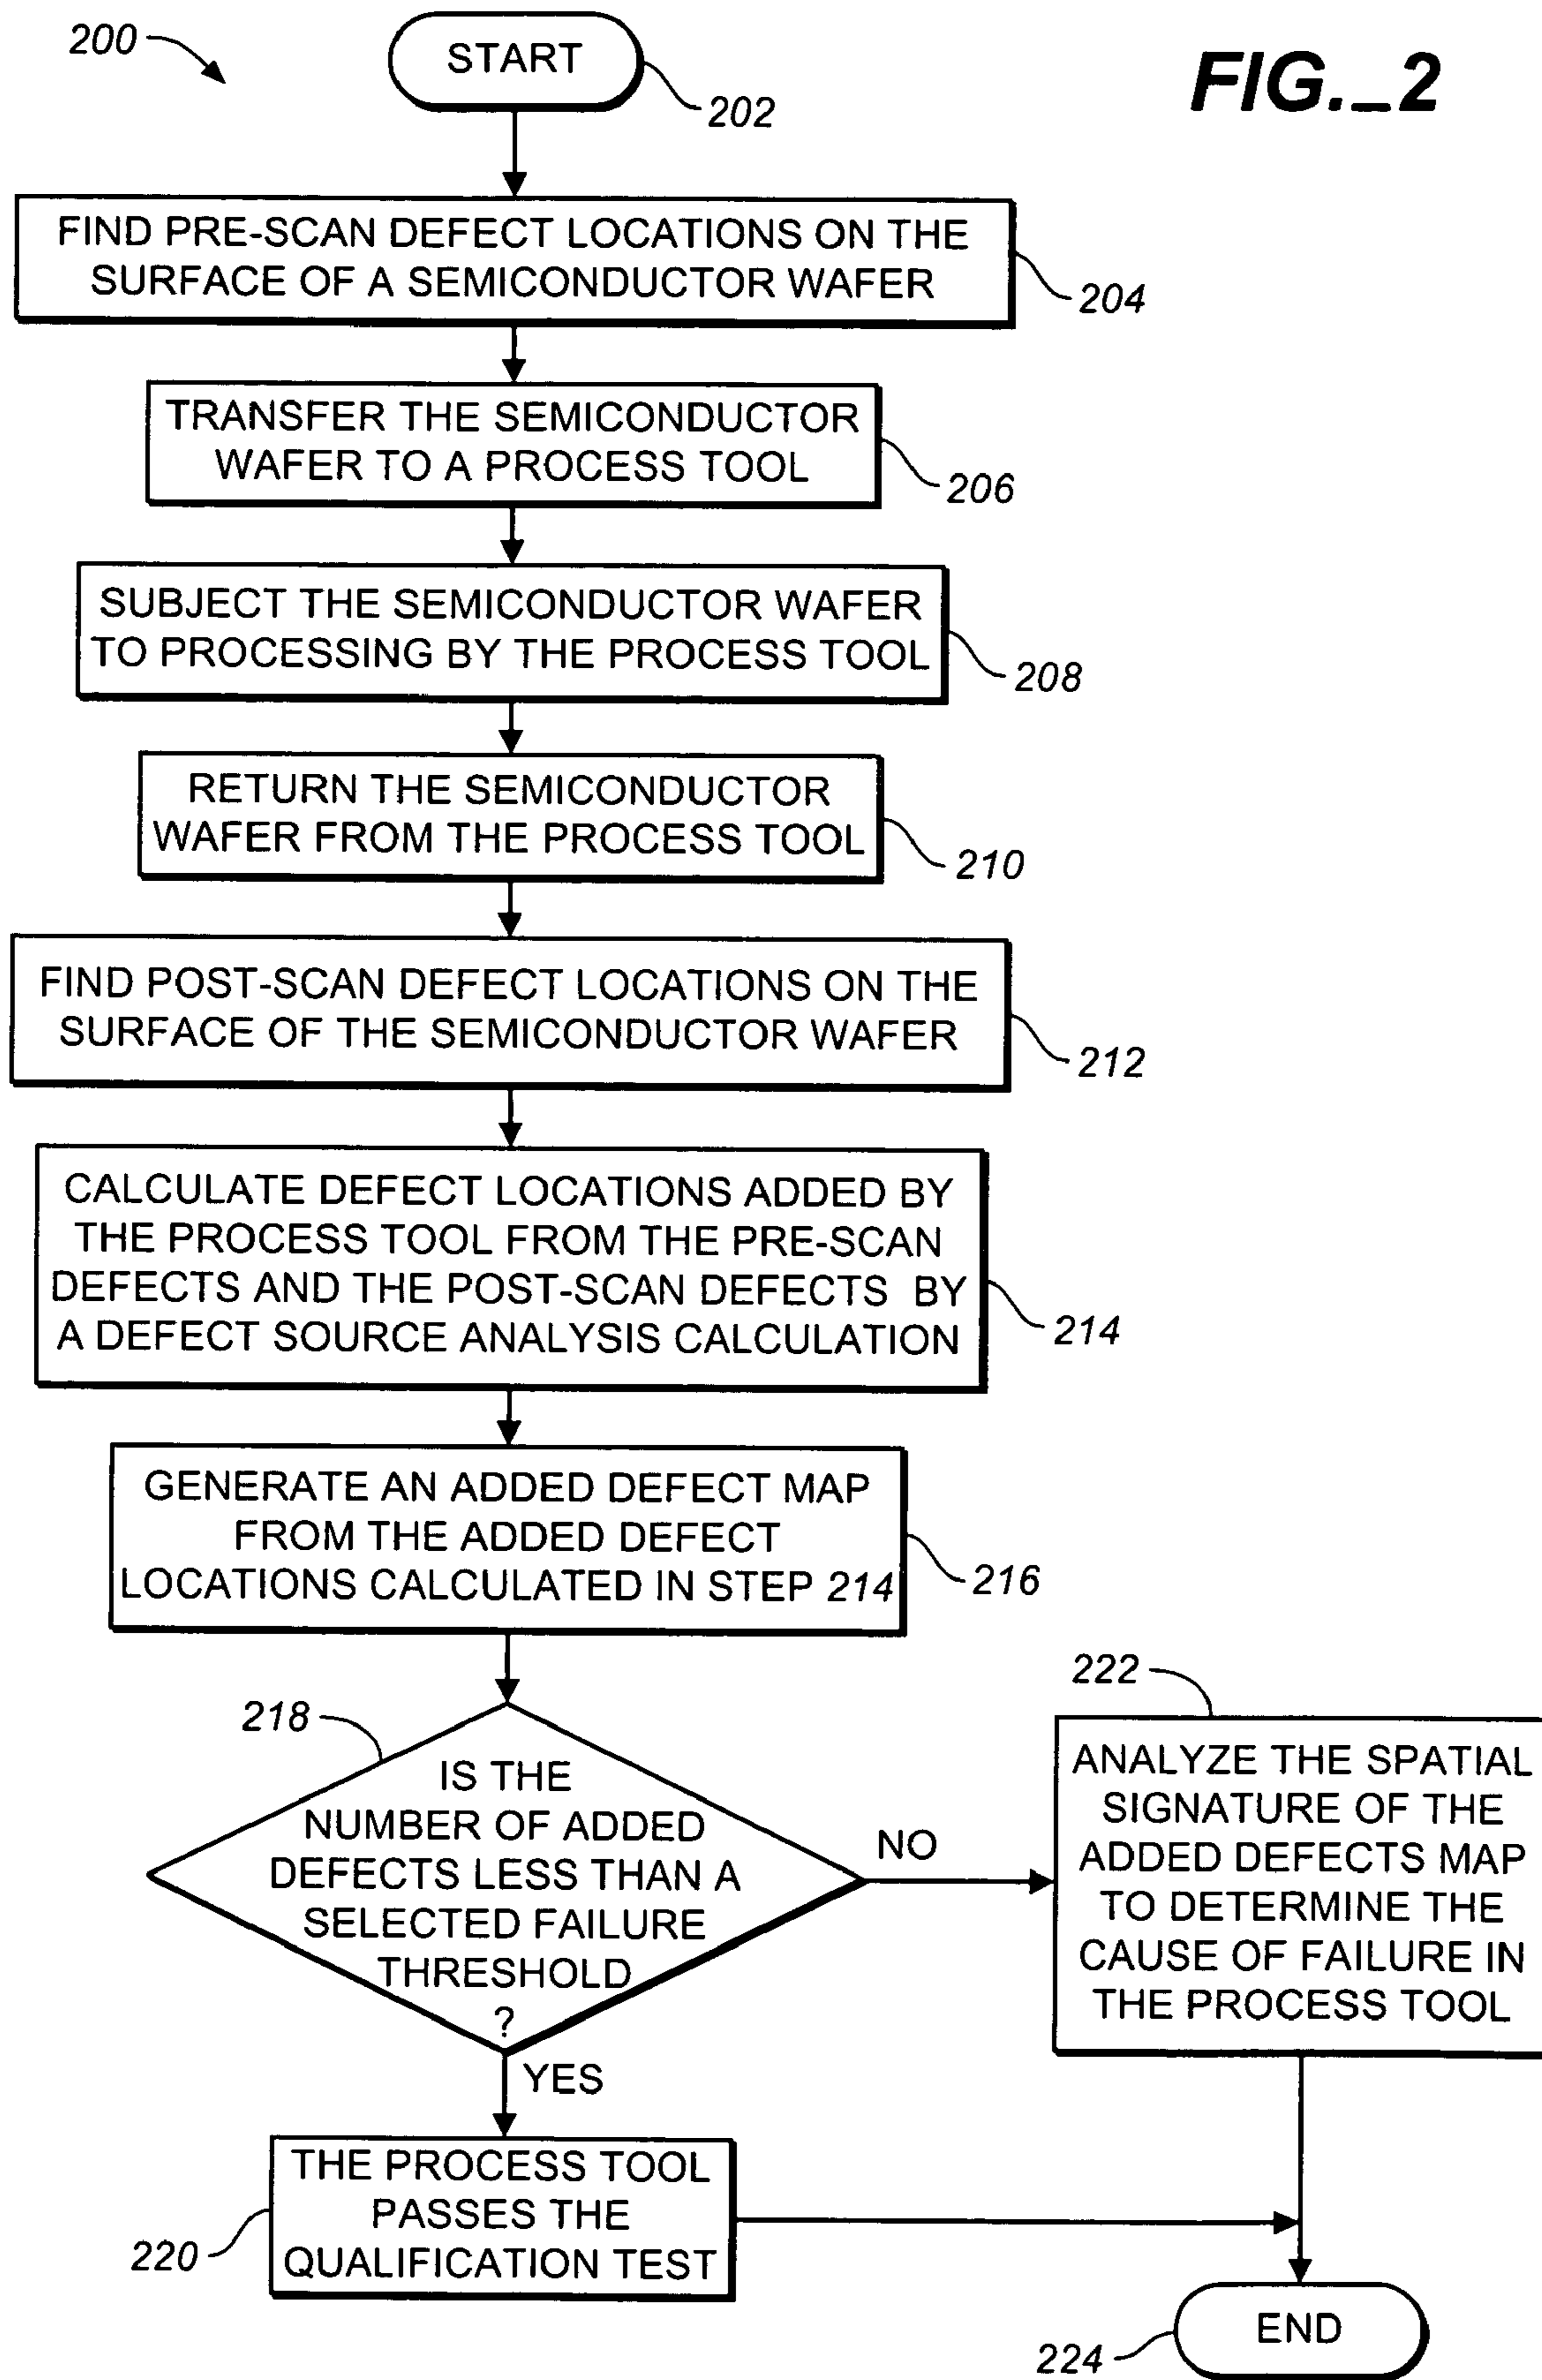 200
START
202
FIG._2
FIND PRE-SCAN DEFECT LOCATIONS ON THE
SURFACE OF A SEMICONDUCTOR WAFER
204
TRANSFER THE SEMICONDUCTOR
WAFER TO A PROCESS TOOL
206
SUBJECT THE SEMICONDUCTOR WAFER
TO PROCESSING BY THE PROCESS TOOL
208
RETURN THE SEMICONDUCTOR
WAFER FROM THE PROCESS TOOL
210
FIND POST-SCAN DEFECT LOCATIONS ON THE
SURFACE OF THE SEMICONDUCTOR WAFER
212
CALCULATE DEFECT LOCATIONS ADDED BY
THE PROCESS TOOL FROM THE PRE-SCAN
DEFECTS AND THE POST-SCAN DEFECTS BY
A DEFECT SOURCE ANALYSIS CALCULATION
214
GENERATE AN ADDED DEFECT MAP
FROM THE ADDED DEFECT
LOCATIONS CALCULATED IN STEP 214
216
218
IS THE
NUMBER OF ADDED
DEFECTS LESS THAN A
SELECTED FAILURE
THRESHOLD
?
NO
YES
222
ANALYZE THE SPATIAL
SIGNATURE OF THE
ADDED DEFECTS MAP
TO DETERMINE THE
CAUSE OF FAILURE IN
THE PROCESS TOOL
THE PROCESS TOOL
PASSES THE
QUALIFICATION TEST
220
END
224